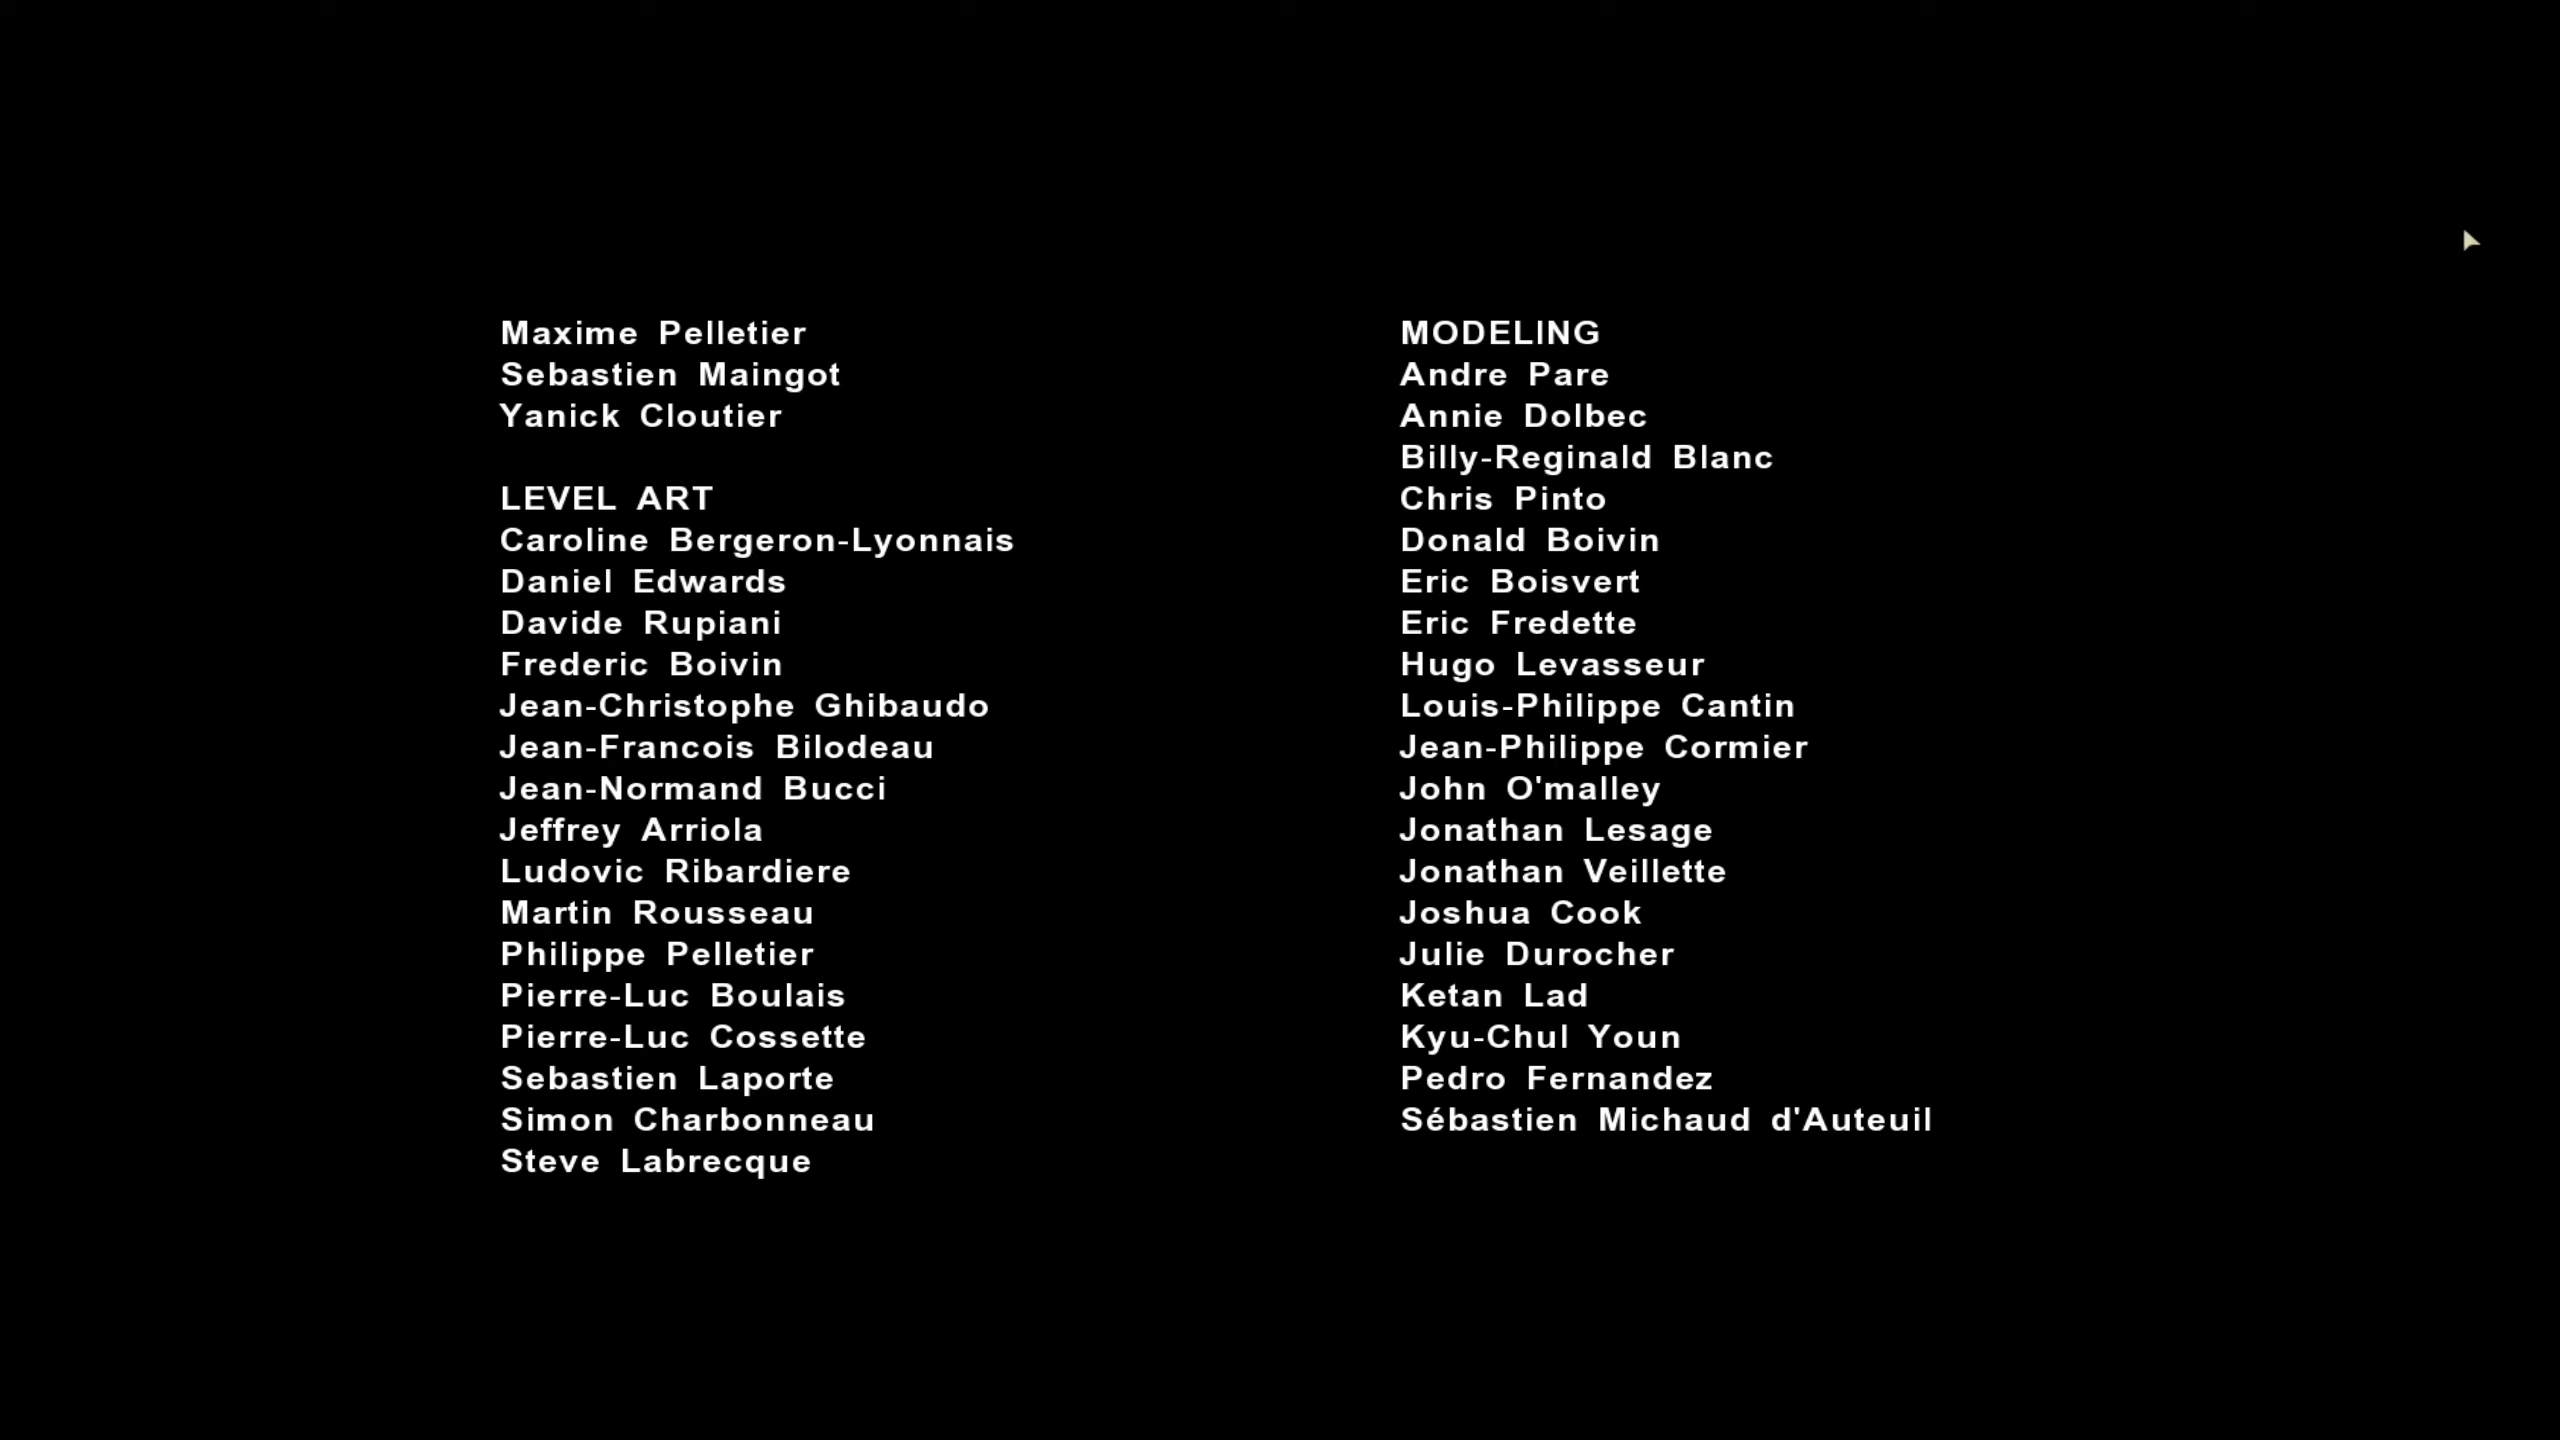 Maxime Pelletier
Sebastien Maingot
Yanick Cloutier
LEVEL ART
Caroline Bergeron-Lyonnais
Daniel Edwards
Davide Rupiani
Frederic Boivin
Jean-Christophe Ghibaudo
Jean-Francois Bilodeau
Jean-Normand Bucci
Jeffrey Arriola
Ludovic Ribardiere
Martin Rousseau
Philippe Pelletier
Pierre-Luc Boulais
Pierre-Luc Cossette
Sebastien Laporte
Simon Charbonneau
Steve Labrecque
MODELING
Andre Pare
Annie Dolbec
Billy-Reginald Blanc
Chris Pinto
Donald Boivin
Eric Boisvert
Eric Fredette
Hugo Levasseur
Louis-Philippe Cantin
Jean-Philippe Cormier
John O'malley
Jonathan Lesage
Jonathan Veillette
Joshua Cook
Julie Durocher
Ketan Lad
Kyu-Chul Youn
Pedro Fernandez
Sébastien Michaud d'Auteuil